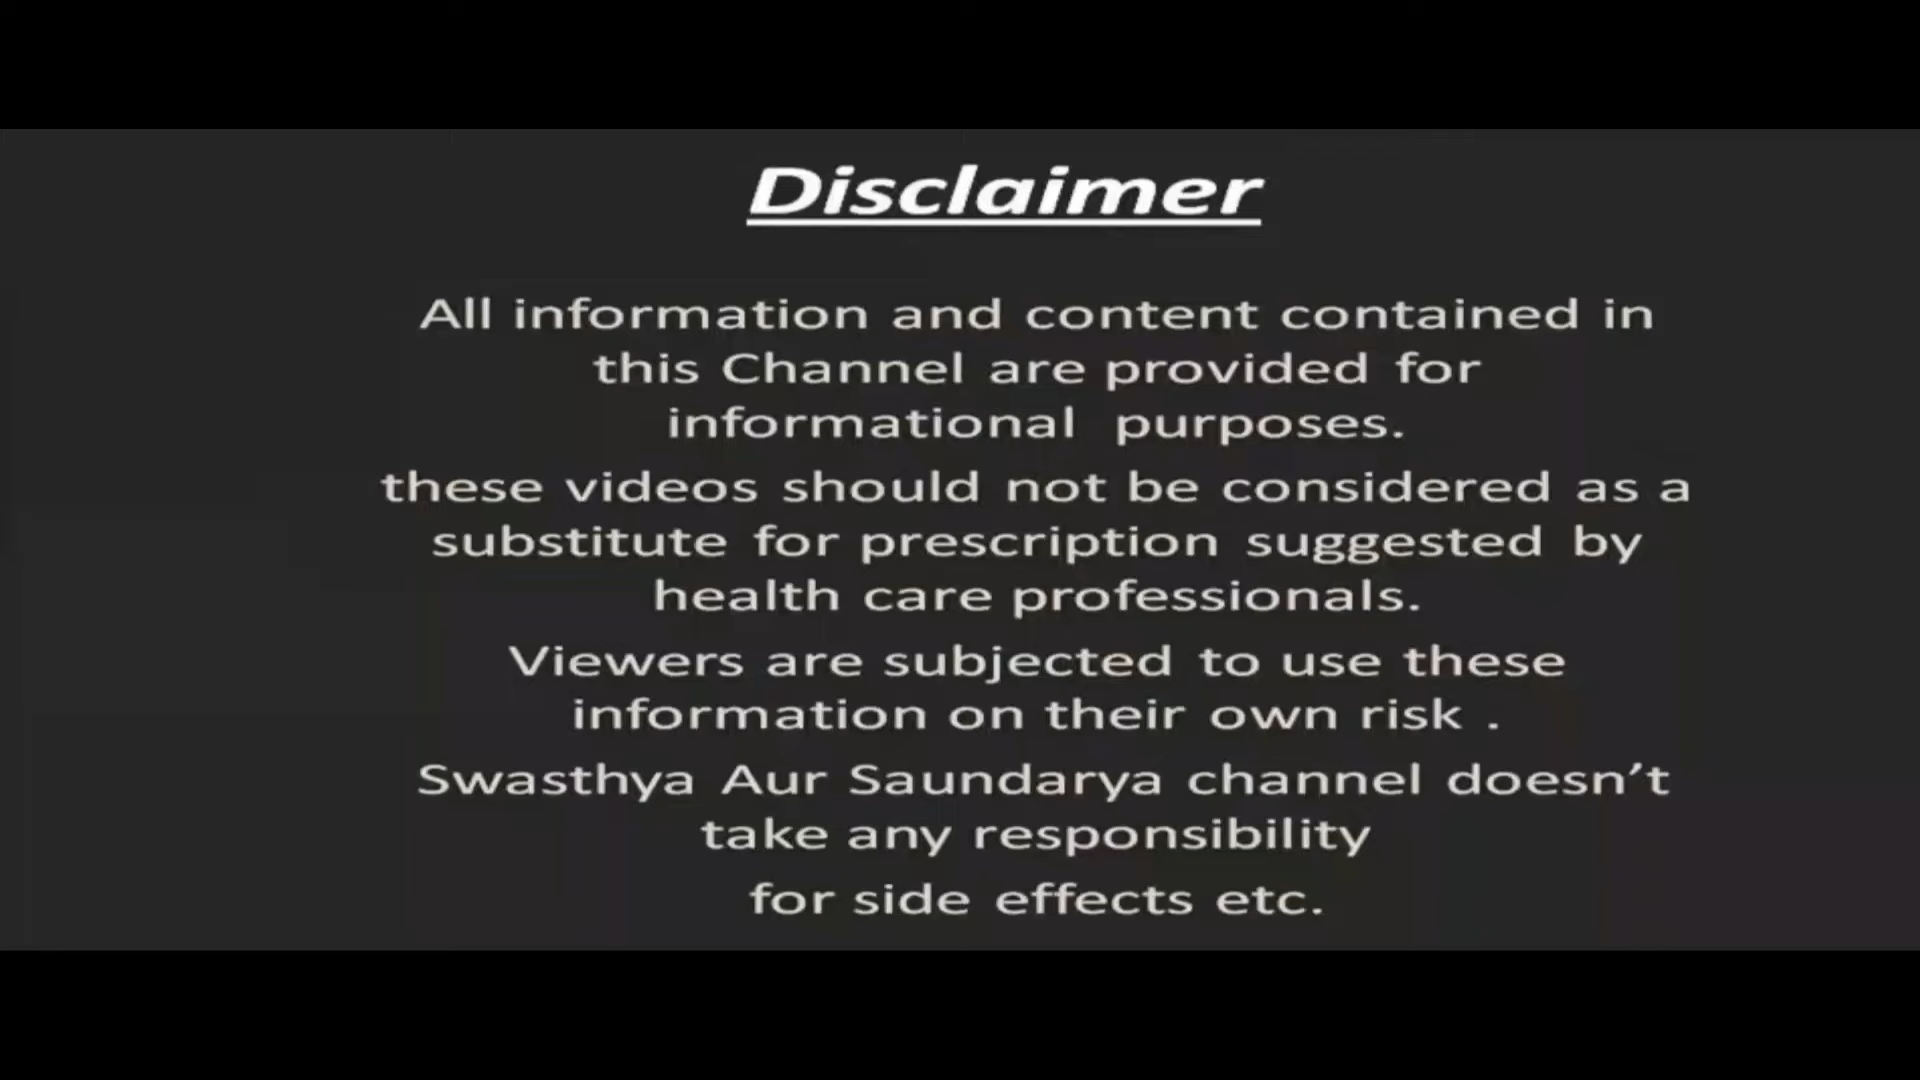 Disclaimer
All information and content contained in
this Channel are provided for
informational purposes.
these videos should not be considered as a
substitute for prescription suggested by
health care professionals.
Viewers are subjected to use these
information on their own risk .
Swasthya Aur Saundarya channel doesn’t
take any responsibility
for side effects etc.